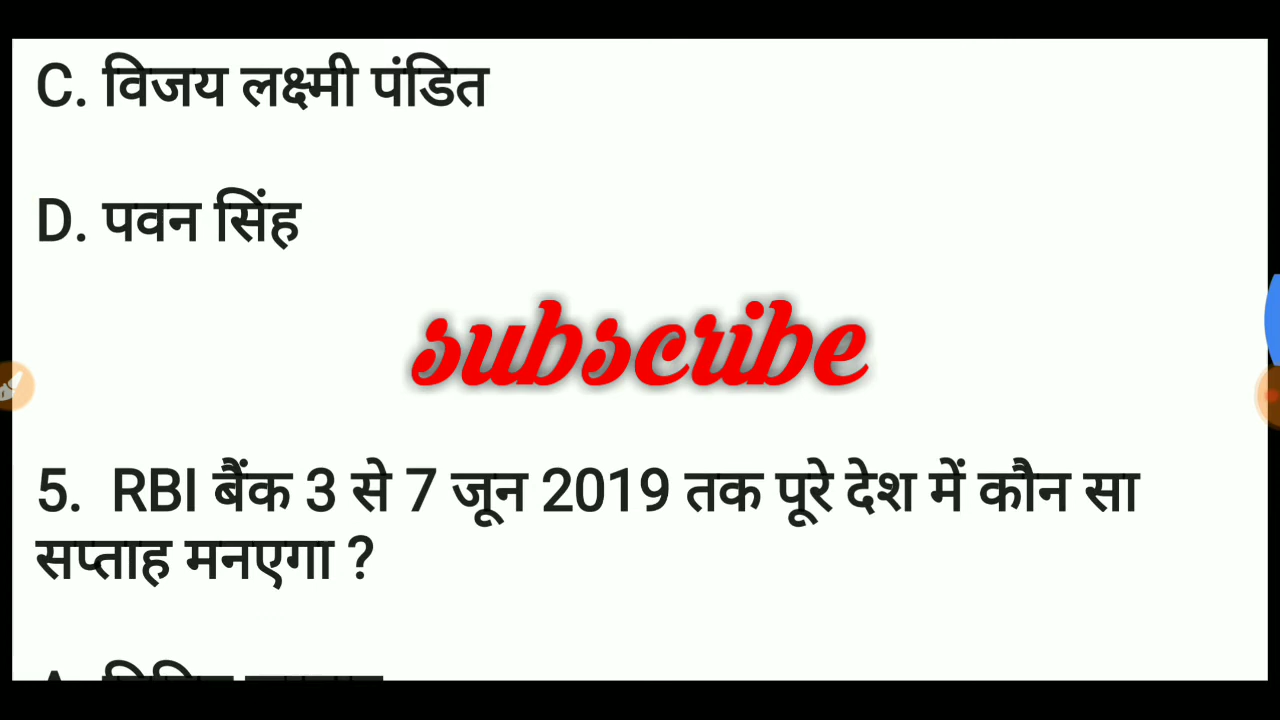 C. विजय लक्ष्मी पंडित
D. पवन सिंह
subscribe
5. RBI बैंक 3 से 7 जून 2019 तक पूरे देश में कौन सा
सप्ताह मनएगा ?